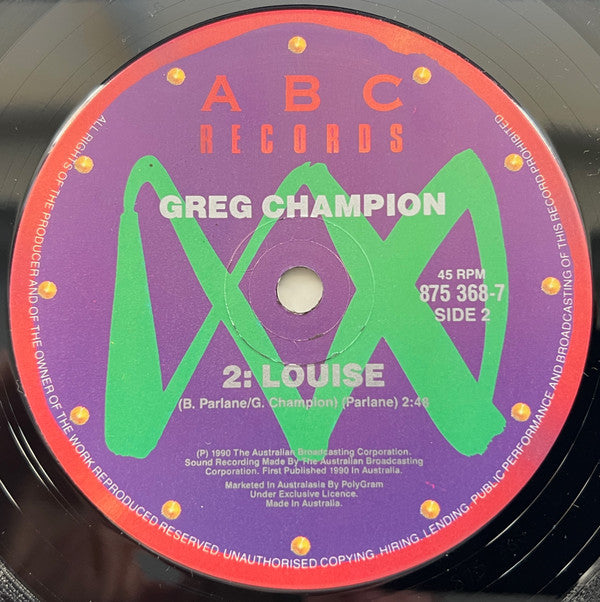 A B C
RECORDS
GREG CHAMPION
45 RPM
875 368-7
SIDE 2
2: LOUISE
(B. Parlane/G. Champion) (Parlane) 2:48
(P) 1990 The Australian Broadcasting Corporation.
Sound Recording Made By The Australian Broadcasting
Corporation. First Published 1990 in Australia.
Marketed in Australasia By PolyGram
Under Exclusive Licence.
Made in Australia.
ALL RIGHTS OF THE PRODUCER AND OF THE OWNER OF THE WORK REPRODUCED RESERVED. UNAUTHORISED COPYING, HIRING, LENDING, PUBLIC PERFORMANCE AND BROADCASTING OF THIS RECORD PROHIBITED